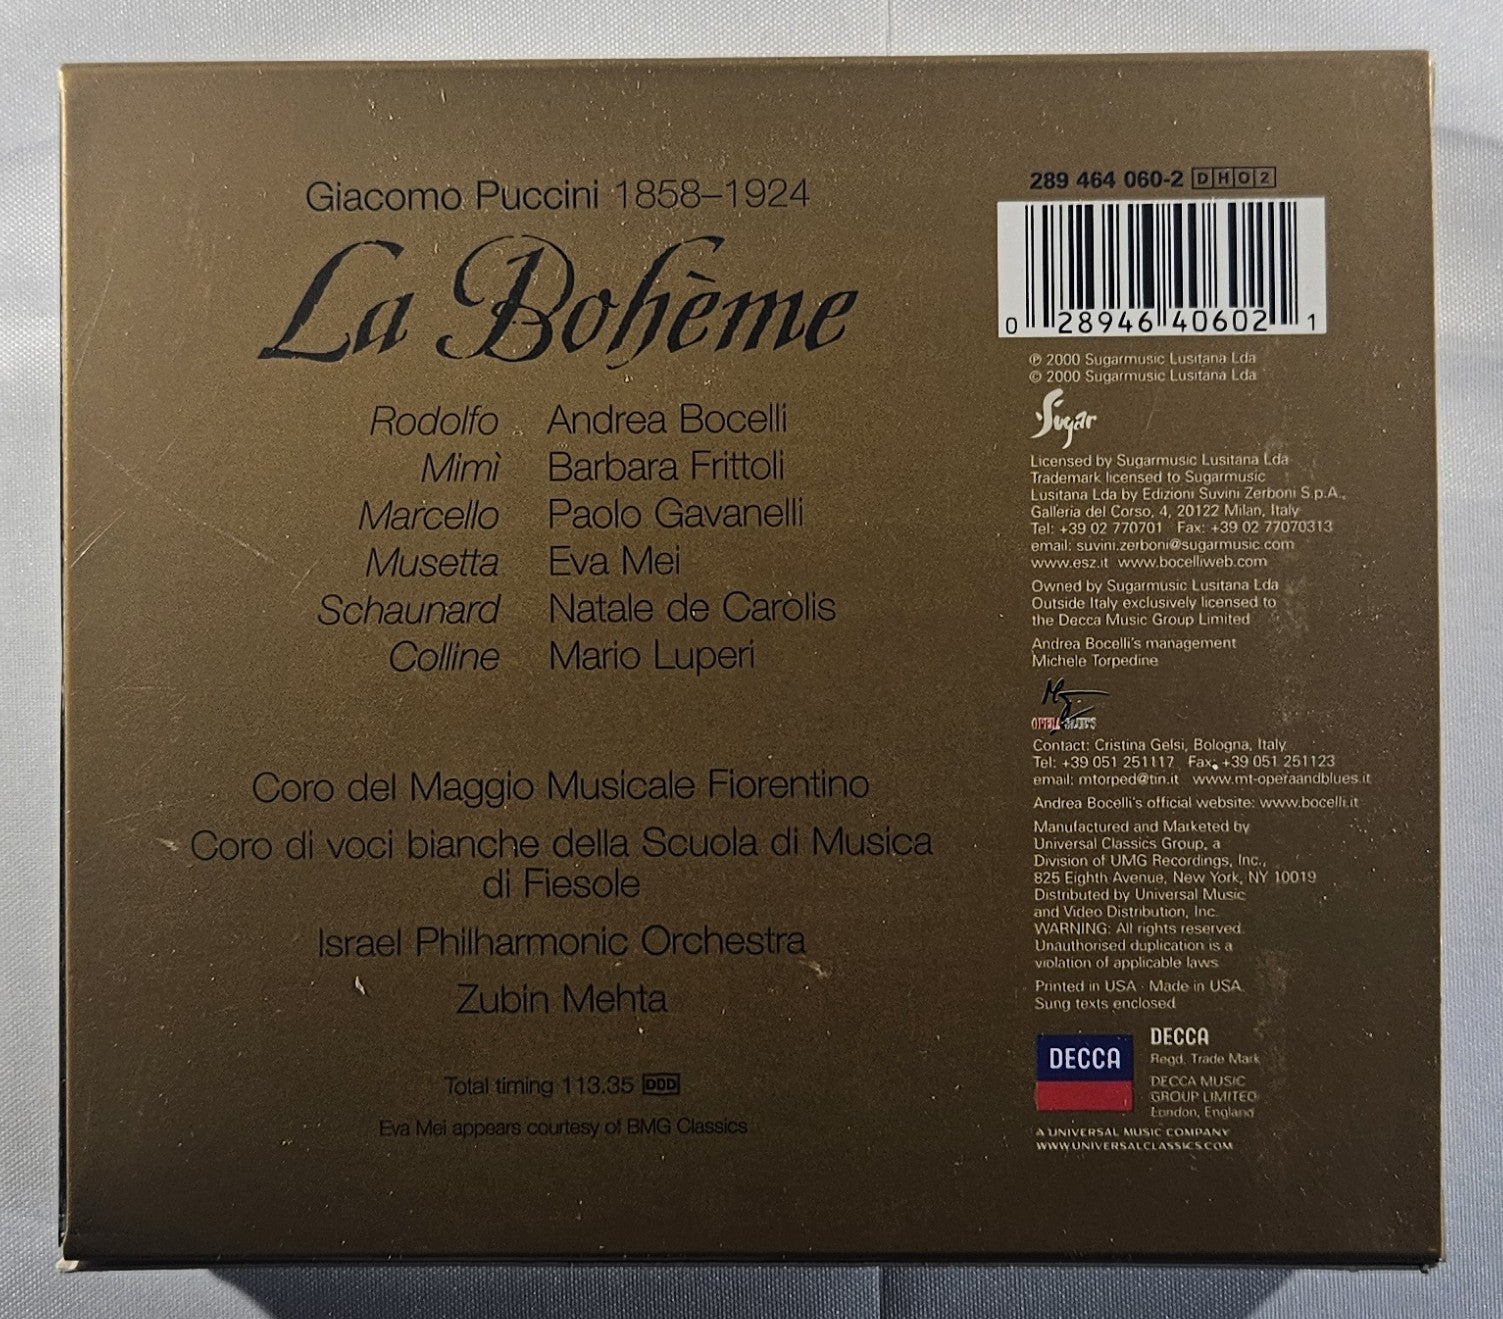 Giacomo Puccini 1858–1924
La Bohème
Rodolfo Andrea Bocelli
Mimì Barbara Frittoli
Marcello Paolo Gavanelli
Musetta Eva Mei
Schaunard Natale de Carolis
Colline Mario Luperi
Coro del Maggio Musicale Fiorentino
Coro di voci bianche della Scuola di Musica
di Fiesole
Israel Philharmonic Orchestra
Zubin Mehta
Total timing 113.35 DDD
Eva Mei appears courtesy of BMG Classics
289 464 060-2 DHO2
0 28946 40602 1
℗ 2000 Sugarmusic Lusitana Lda
© 2000 Sugarmusic Lusitana Lda
Sugar
Licensed by Sugarmusic Lusitana Lda
Trademark licensed to Sugarmusic
Lusitana Lda by Edizioni Suvini Zerboni S.p.A.,
Galleria del Corso, 4, 20122 Milan, Italy
Tel: +39 02 770701 Fax: +39 02 77070313
email: suvini.zerboni@sugarmusic.com
www.esz.it www.bocelliweb.com
Owned by Sugarmusic Lusitana Lda
Outside Italy exclusively licensed to
the Decca Music Group Limited
Andrea Bocelli's management
Michele Torpedine
OPERA BLUES
Contact: Cristina Gelsi, Bologna, Italy
Tel: +39 051 251117 Fax: +39 051 251123
email: mtorped@tin.it www.mt-operaandblues.it
Andrea Bocelli's official website: www.bocelli.it
Manufactured and Marketed by
Universal Classics Group, a
Division of UMG Recordings, Inc.,
825 Eighth Avenue, New York, NY 10019
Distributed by Universal Music
and Video Distribution, Inc.
WARNING: All rights reserved.
Unauthorised duplication is a
violation of applicable laws
Printed in USA · Made in USA.
Sung texts enclosed
DECCA
DECCA
Regd. Trade Mark
DECCA MUSIC
GROUP LIMITED
London, England
A UNIVERSAL MUSIC COMPANY
WWW.UNIVERSALCLASSICS.COM